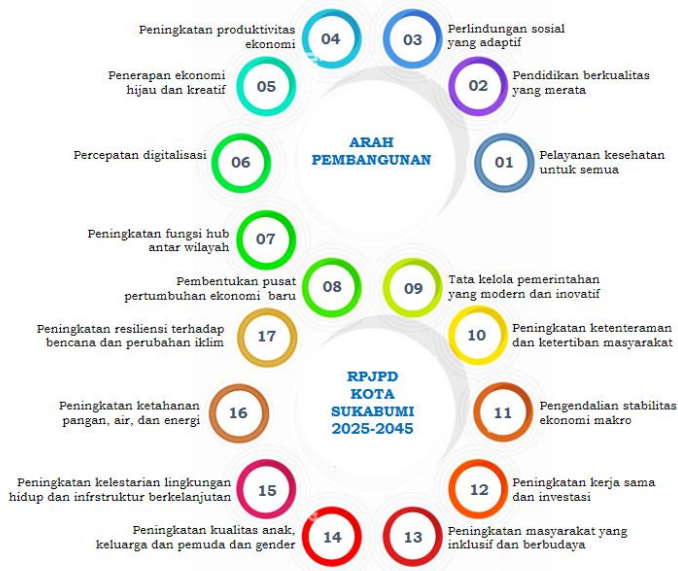 ARAH
PEMBANGUNAN
01
Pelayanan kesehatan
untuk semua
02
Pendidikan berkualitas
yang merata
03
Perlindungan sosial
yang adaptif
04
Peningkatan produktivitas
ekonomi
05
Penerapan ekonomi
hijau dan kreatif
06
Percepatan digitalisasi
07
Peningkatan fungsi hub
antar wilayah
08
Pembentukan pusat
pertumbuhan ekonomi baru
09
Tata kelola pemerintahan
yang modern dan inovatif
RPJPD
KOTA
SUKABUMI
2025-2045
10
Peningkatan ketenteraman
dan ketertiban masyarakat
11
Pengendalian stabilitas
ekonomi makro
12
Peningkatan kerja sama
dan investasi
13
Peningkatan masyarakat yang
inklusif dan berbudaya
14
Peningkatan kualitas anak,
keluarga dan pemuda dan gender
15
Peningkatan kelestarian lingkungan
hidup dan infrstruktur berkelanjutan
16
Peningkatan ketahanan
pangan, air, dan energi
17
Peningkatan resiliensi terhadap
bencana dan perubahan iklim